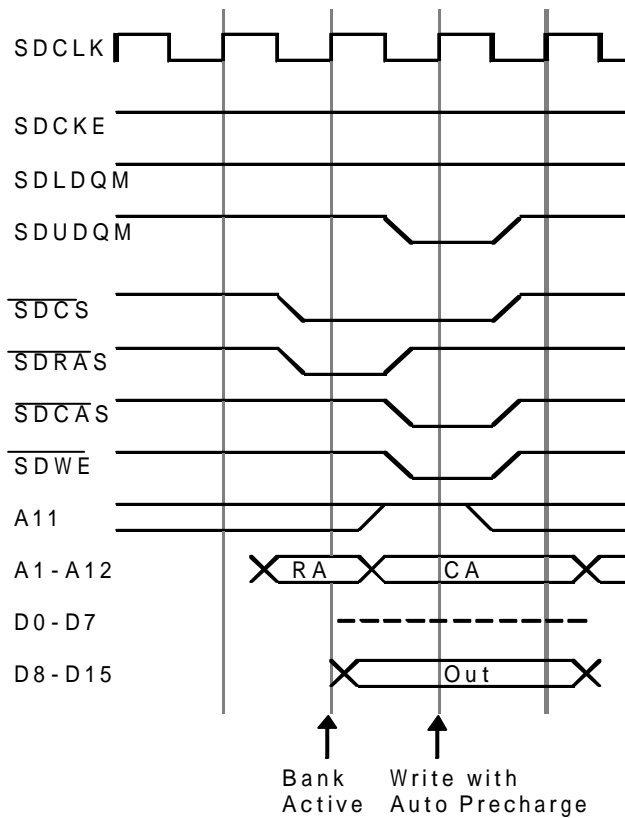 SDCLK
SDCKE
SDLDQM
SDUDQM
SDCS
SDRAS
SDCAS
SDWE
A11
A1-A12 RA CA
D0-D7
D8-D15 Out
Bank Active
Write with Auto Precharge